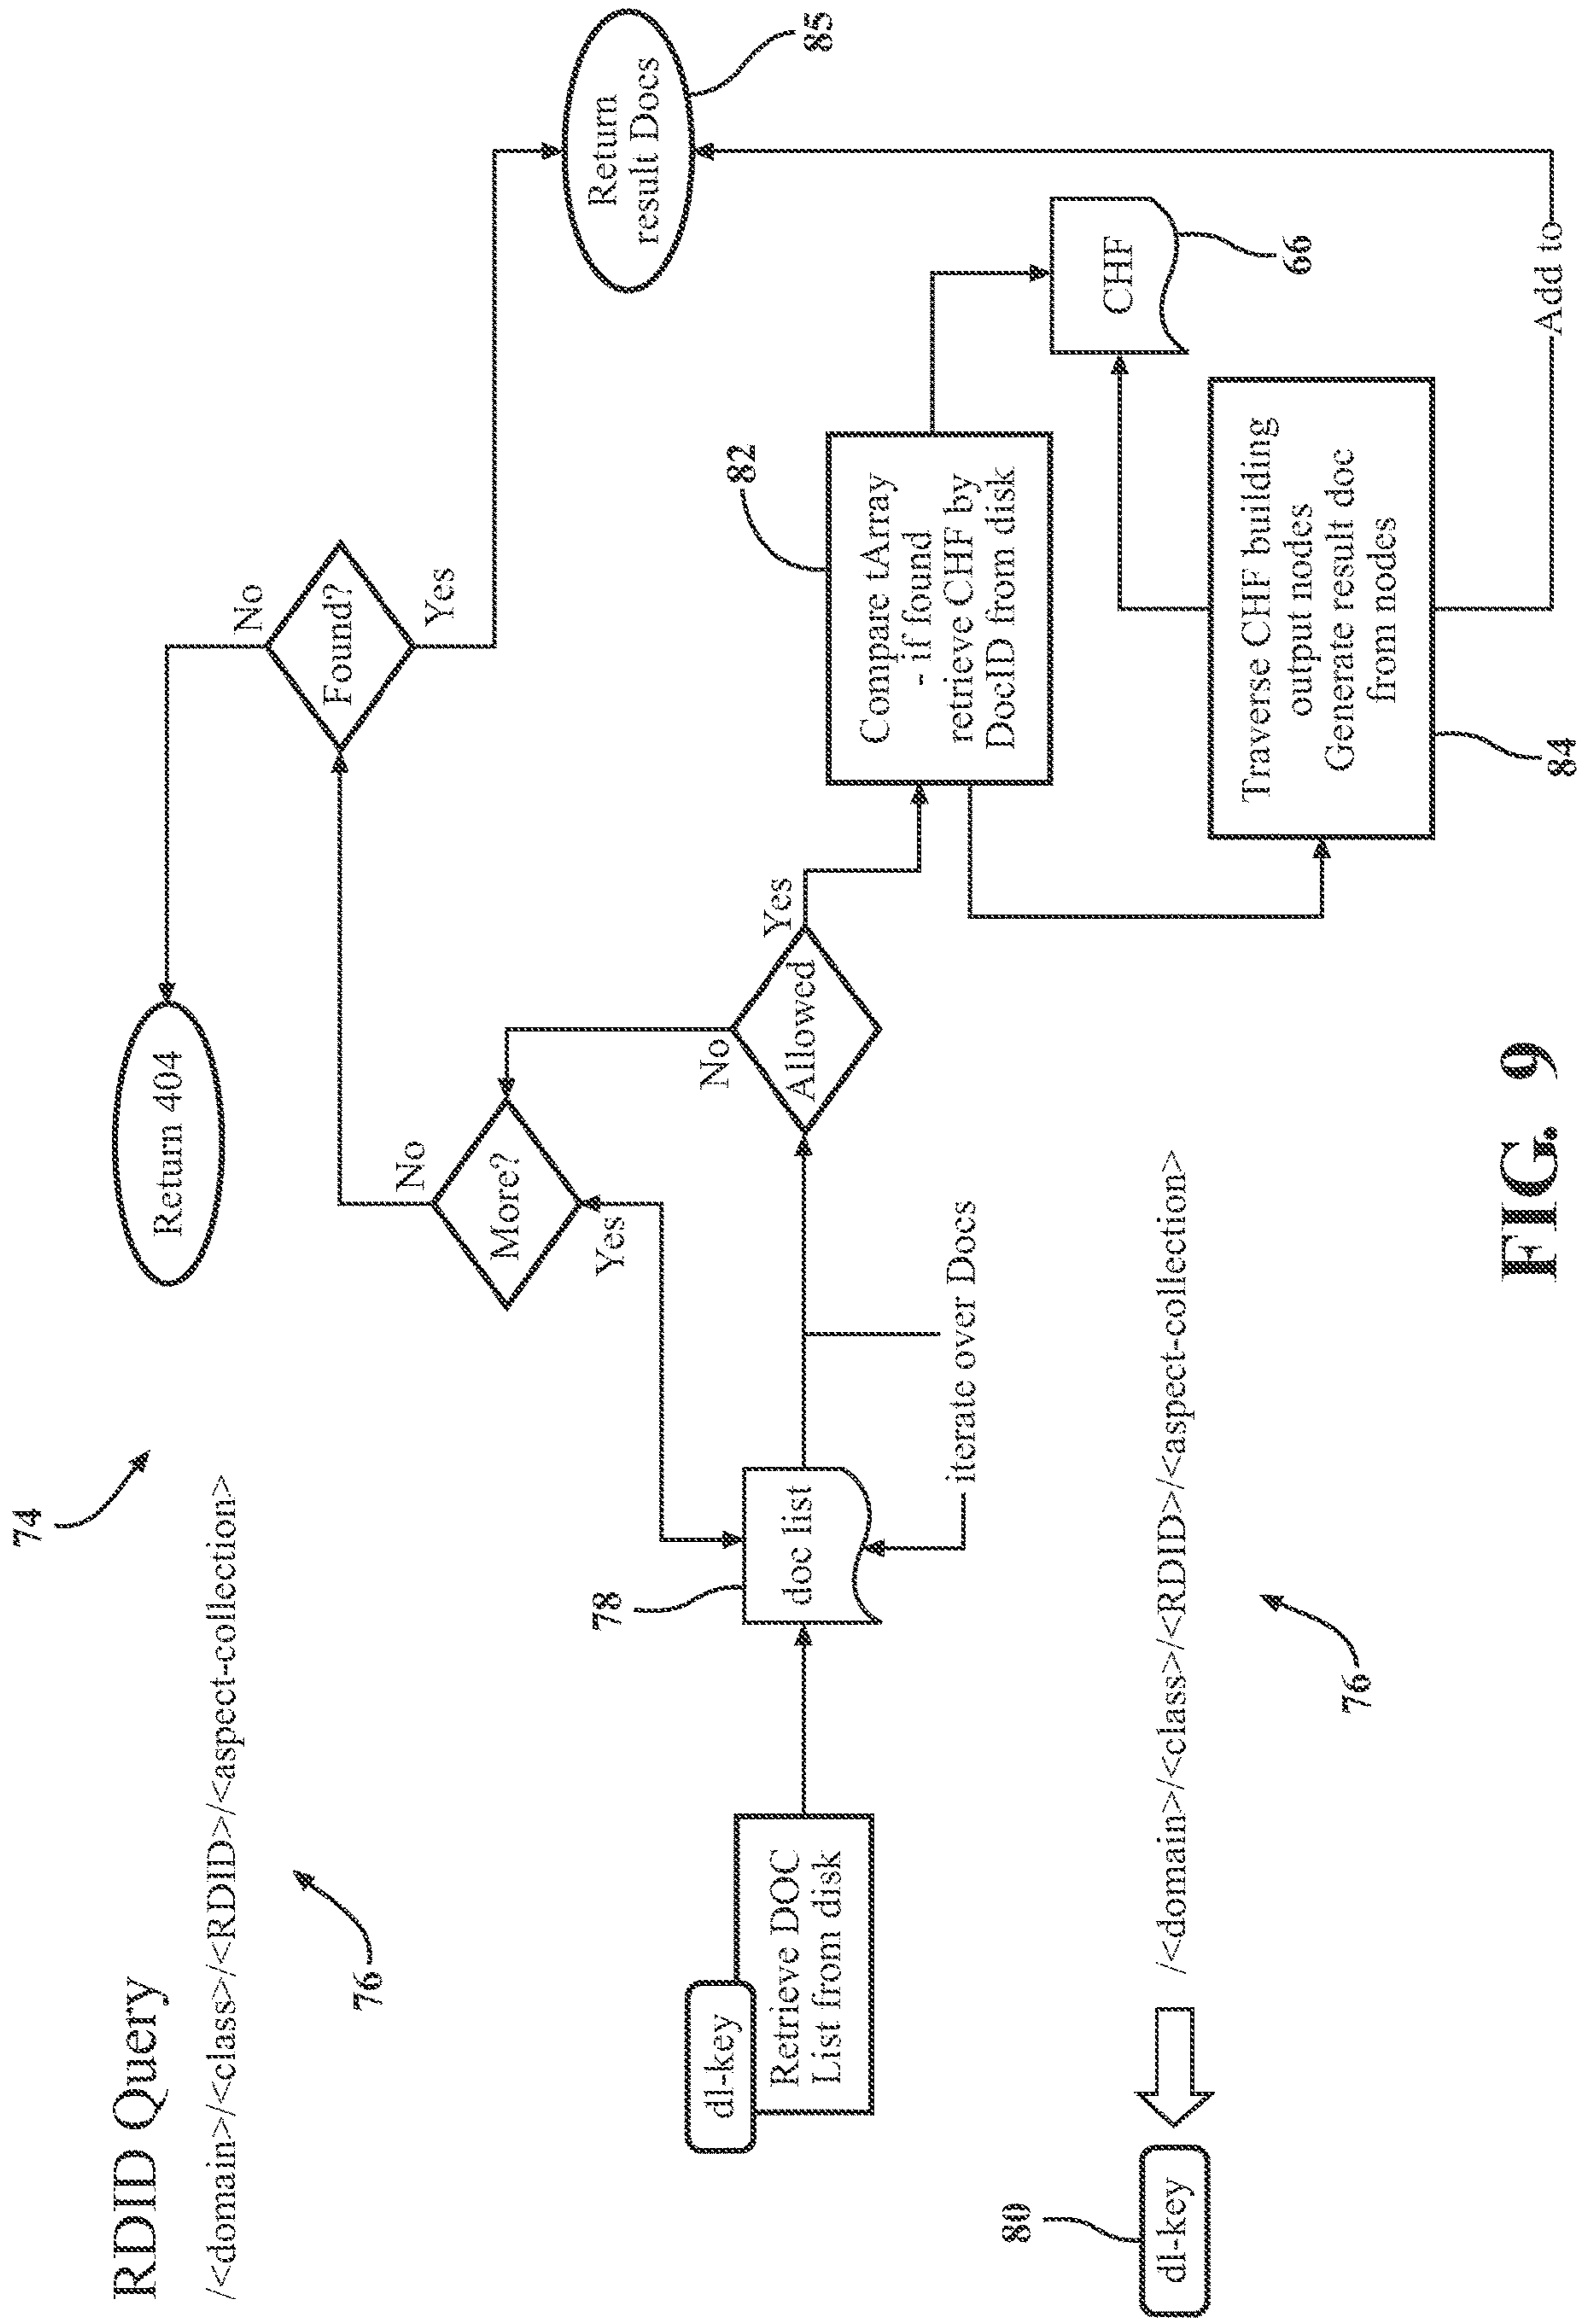 RDID Query
/<domain>/<class>/<RDID>/<aspect-collection>
76
74
Return 404
No
Found?
Yes
No
More?
Yes
Return
result Docs
85
dl-key
Retrieve DOC
List from disk
78
doc list
iterate over Docs
No
Allowed
Yes
82
Compare tArray
- if found
retrieve CHF by
DocID from disk
CHF
66
Traverse CHF building
output nodes
Generate result doc
from nodes
84
Add to
80
dl-key
/<domain>/<class>/<RDID>/<aspect-collection>
76
FIG. 9